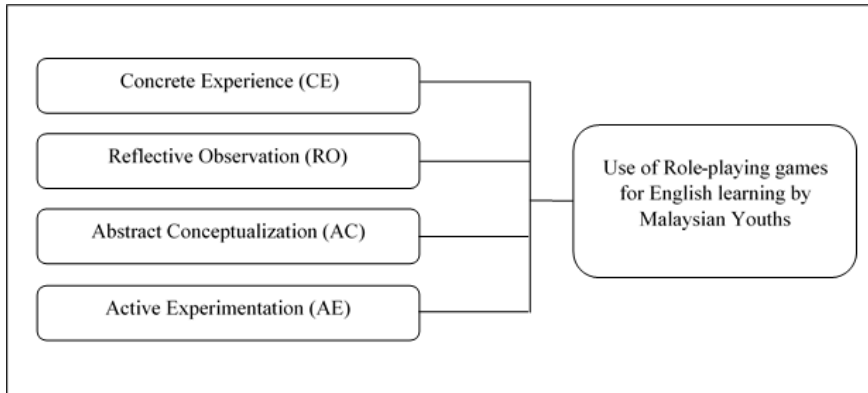 Concrete Experience (CE)
Reflective Observation (RO)
Abstract Conceptualization (AC)
Active Experimentation (AE)
Use of Role-playing games
for English learning by
Malaysian Youths